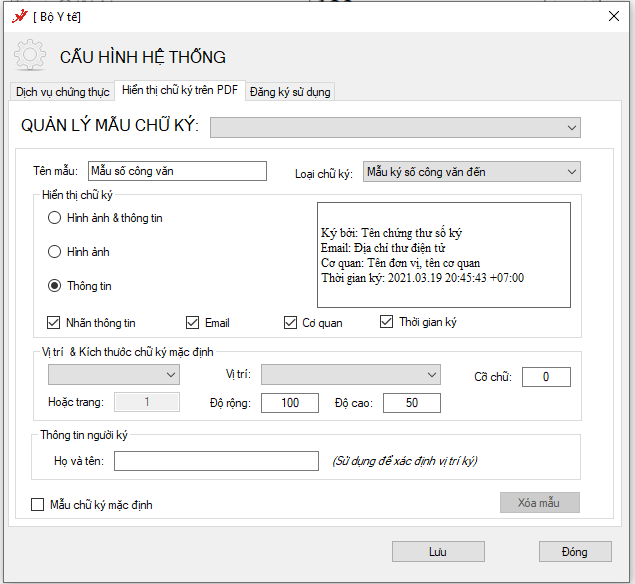 [ Bộ Y tế]
CẤU HÌNH HỆ THỐNG
Dịch vụ chứng thực Hiển thị chữ ký trên PDF Đăng ký sử dụng
QUẢN LÝ MẪU CHỮ KÝ:
Tên mẫu: Mẫu số công văn Loại chữ ký: Mẫu ký số công văn đến
Hiển thị chữ ký
Hình ảnh & thông tin
Hình ảnh
Thông tin
Ký bởi: Tên chứng thư số ký
Email: Địa chỉ thư điện tử
Cơ quan: Tên đơn vị, tên cơ quan
Thời gian ký: 2021.03.19 20:45:43 +07:00
Nhãn thông tin Email Cơ quan Thời gian ký
Vị trí & Kích thước chữ ký mặc định
Vị trí: Cỡ chữ: 0
Hoặc trang: 1 Độ rộng: 100 Độ cao: 50
Thông tin người ký
Họ và tên: (Sử dụng để xác định vị trí ký)
Mẫu chữ ký mặc định Xóa mẫu
Lưu Đóng